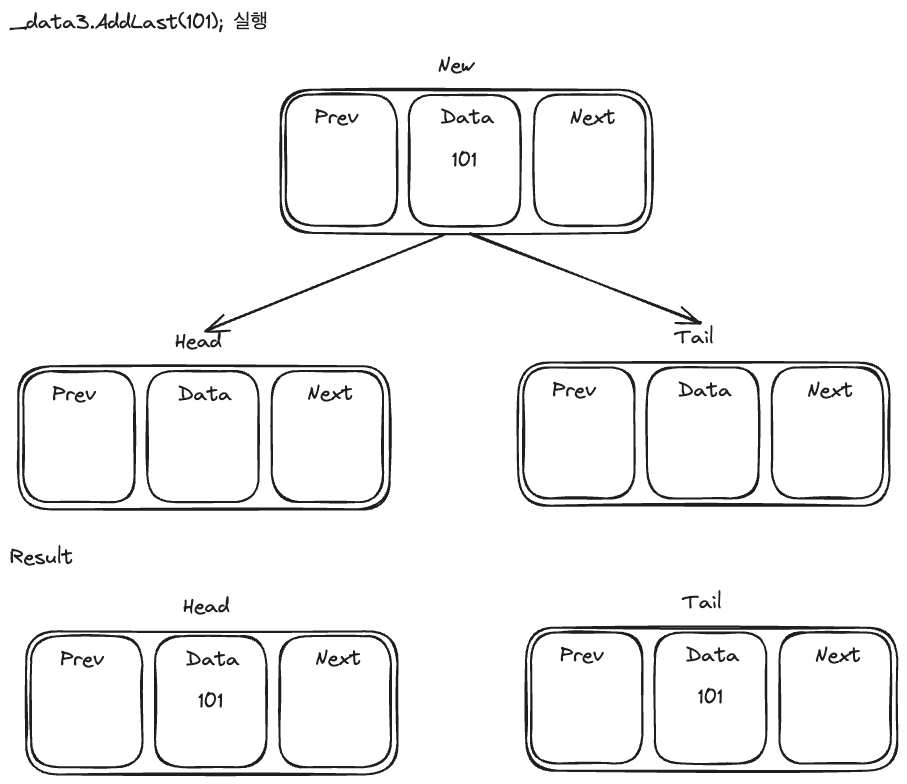 _data3.AddLast(101); 실행
New
Prev Data Next
101
Head Tail
Prev Data Next Prev Data Next
Result
Head Tail
Prev Data Next Prev Data Next
101 101